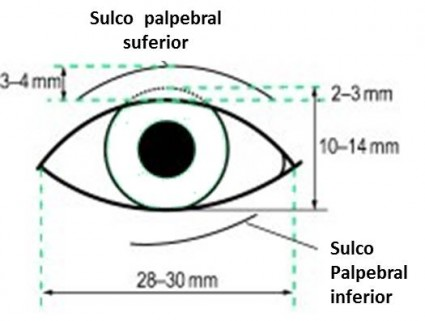 Sulco palpebral
suferior
3–4 mm
2–3 mm
10–14 mm
Sulco
Palpebral
inferior
28–30 mm